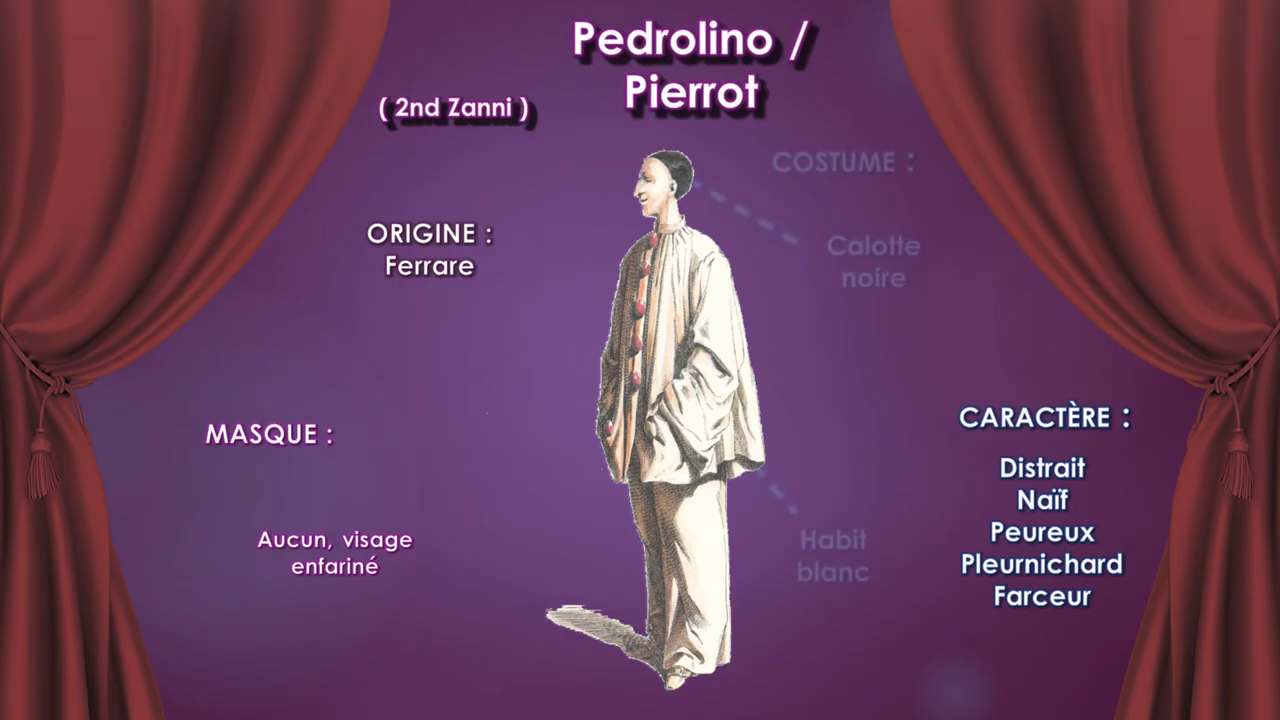 Pedrolino /
Pierrot
( 2nd Zanni )
COSTUME :
Calotte
noire
ORIGINE :
Ferrare
CARACTÈRE :
Distrait
Naïf
Peureux
Pleurnichard
Farceur
MASQUE :
Aucun, visage
enfariné
Habit
blanc